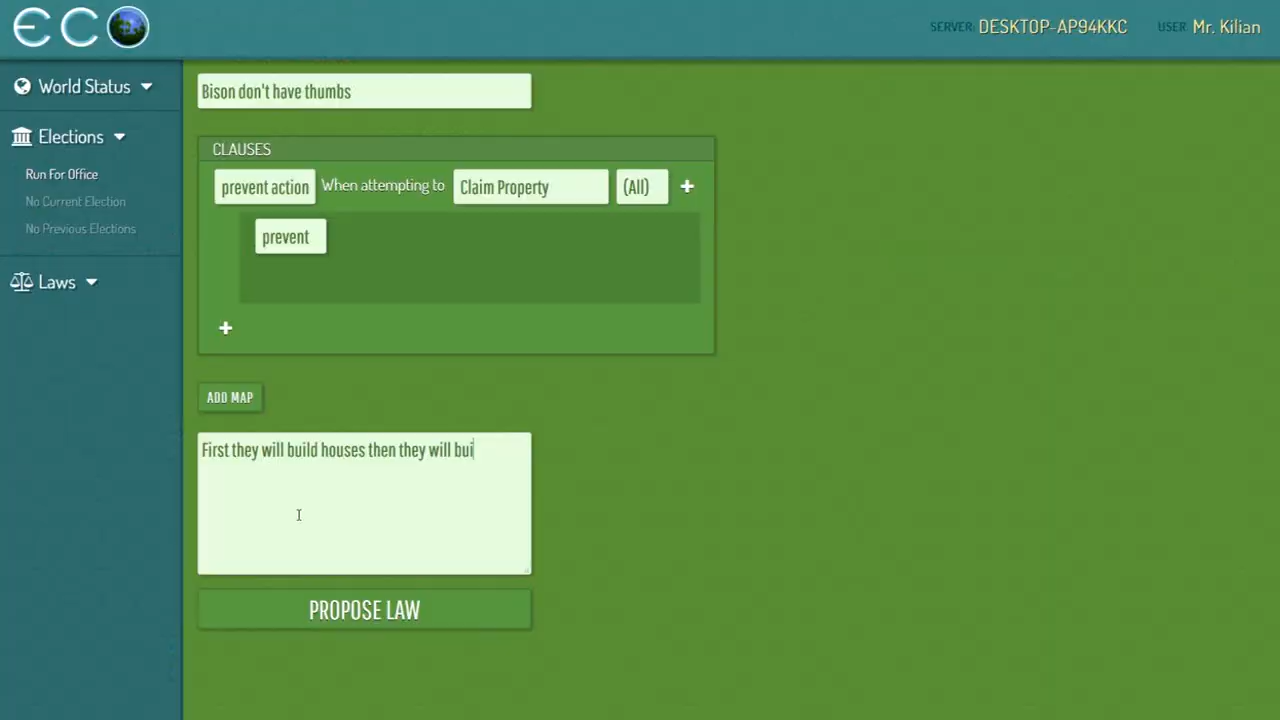 ECO
SERVER: DESKTOP-AP94KKC USER: Mr. Kilian
World Status
Elections
Run For Office
No Current Election
No Previous Elections
Laws
Bison don't have thumbs
CLAUSES
prevent action When attempting to Claim Property (All) +
prevent
+
ADD MAP
First they will build houses then they will bui
PROPOSE LAW